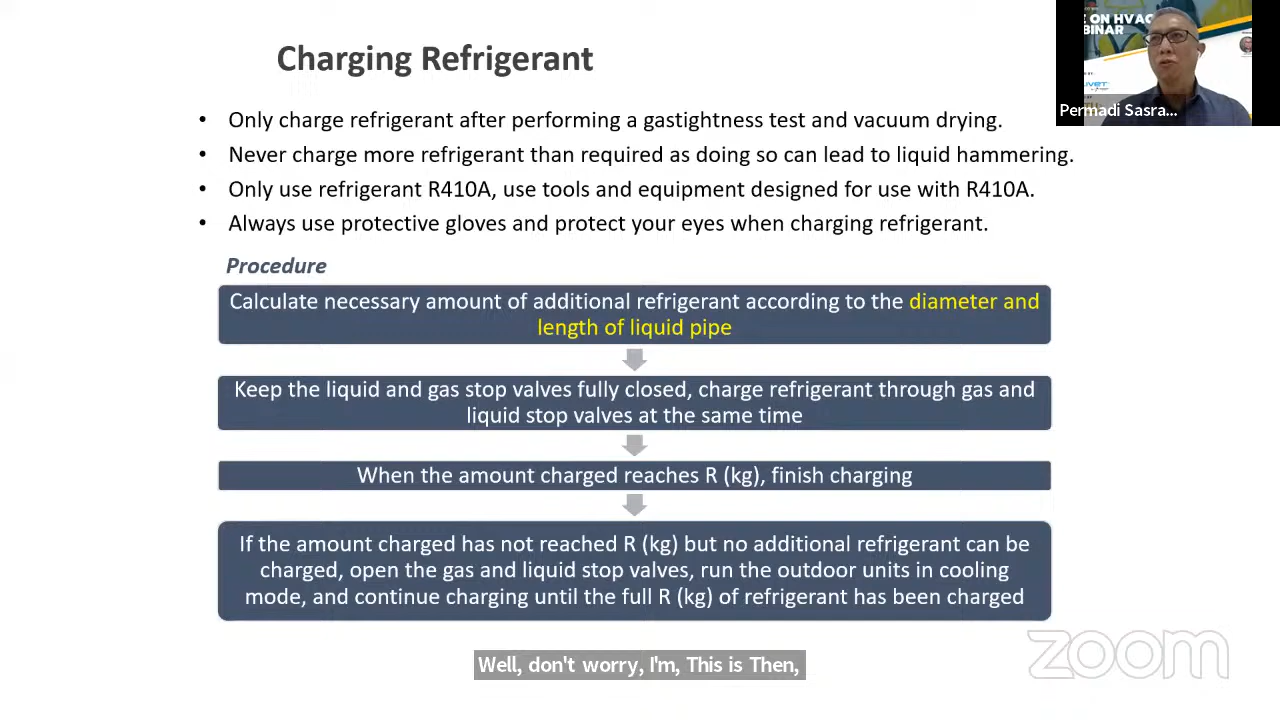 Charging Refrigerant
E ON HVAC
BINAR
Permadi Sasra...
• Only charge refrigerant after performing a gastightness test and vacuum drying.
• Never charge more refrigerant than required as doing so can lead to liquid hammering.
• Only use refrigerant R410A, use tools and equipment designed for use with R410A.
• Always use protective gloves and protect your eyes when charging refrigerant.
Procedure
Calculate necessary amount of additional refrigerant according to the diameter and
length of liquid pipe
Keep the liquid and gas stop valves fully closed, charge refrigerant through gas and
liquid stop valves at the same time
When the amount charged reaches R (kg), finish charging
If the amount charged has not reached R (kg) but no additional refrigerant can be
charged, open the gas and liquid stop valves, run the outdoor units in cooling
mode, and continue charging until the full R (kg) of refrigerant has been charged
zoom
Well, don't worry, I'm, This is Then,